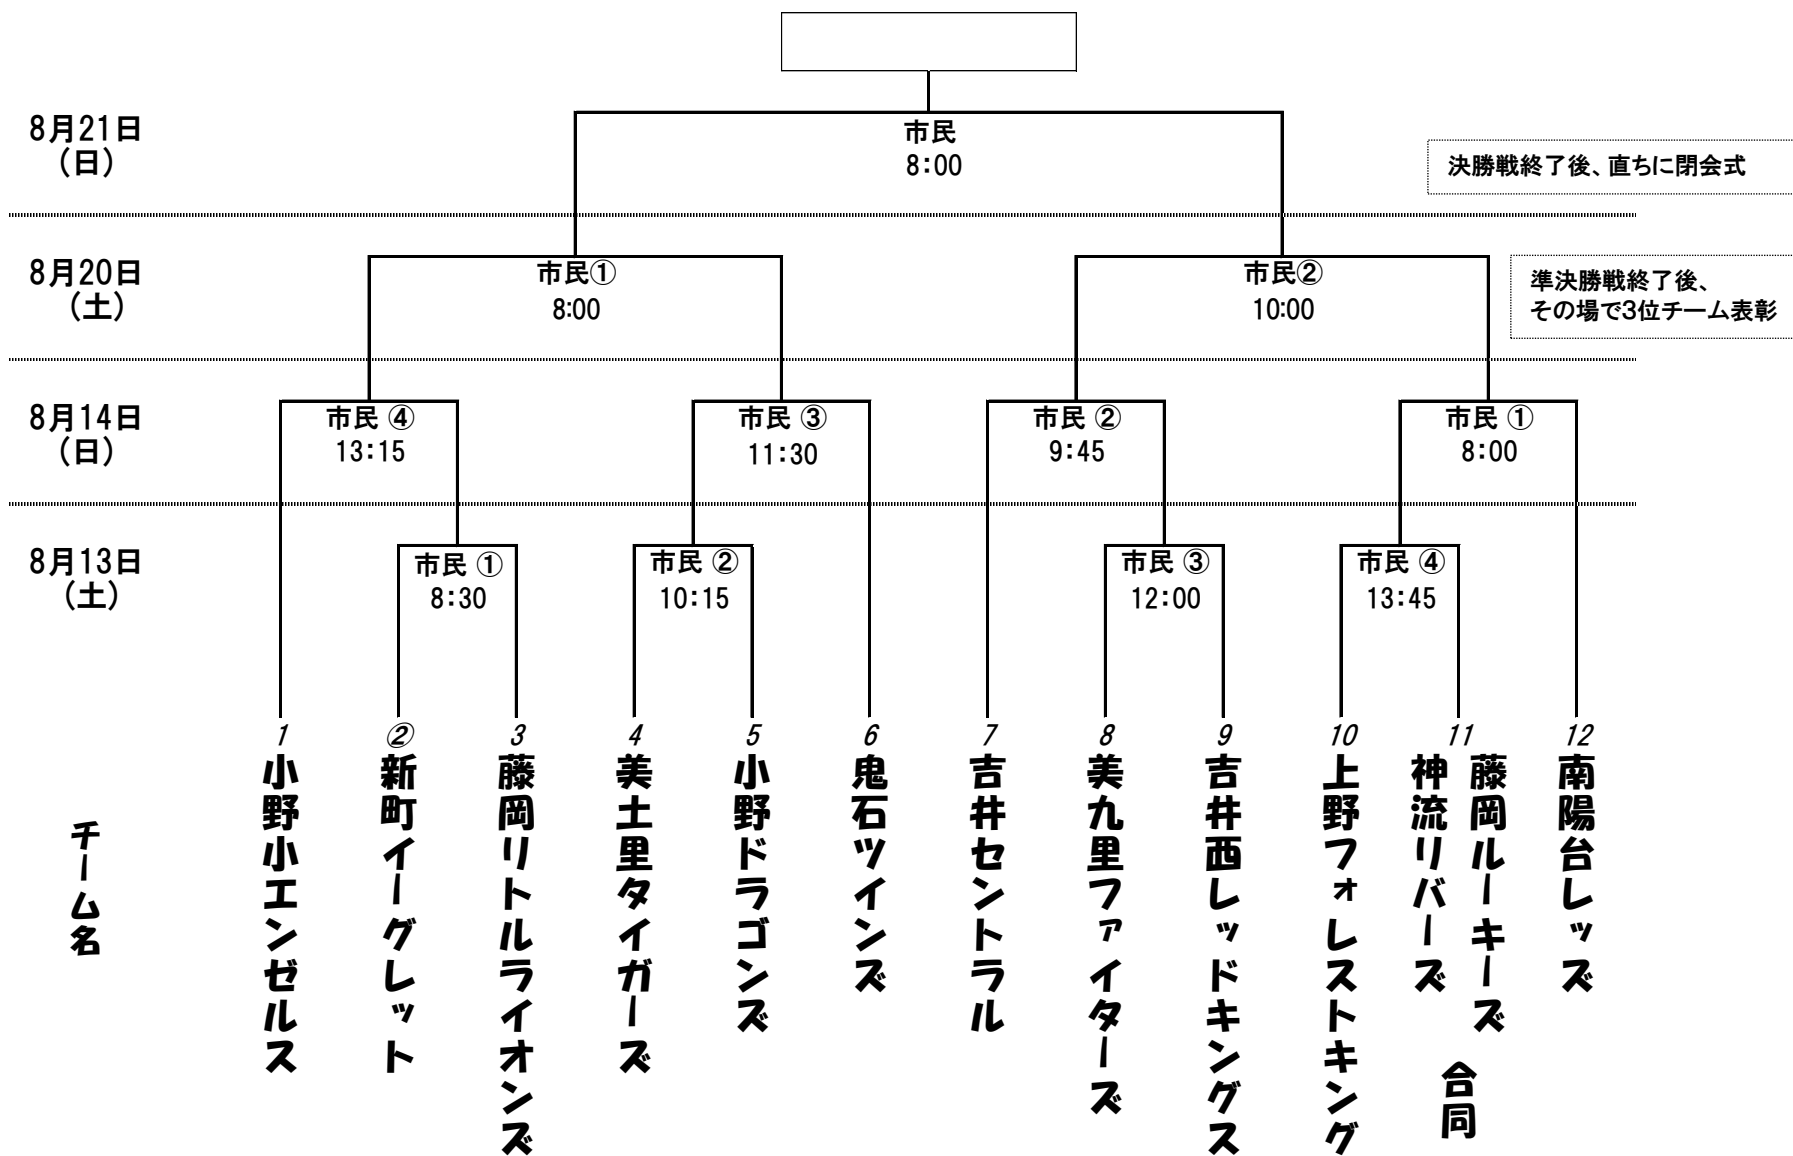 8月21日
（日）
市民
8：00
決勝戦終了後、直ちに閉会式
8月20日
（土）
市民①
8:00
市民②
10:00
準決勝戦終了後、
その場で3位チーム表彰
8月14日
（日）
市民 ④
13：15
市民 ③
11：30
市民 ②
9：45
市民 ①
8：00
8月13日
（土）
市民 ①
8：30
市民 ②
10：15
市民 ③
12：00
市民 ④
13：45
チーム名
1
小野小エンゼルス
②
新町イーグレット
3
藤岡リトルライオンズ
4
美土里タイガーズ
5
小野ドラゴンズ
6
鬼石ツインズ
7
吉井セントラル
8
美九里ファイターズ
9
吉井西レッドキングス
10
上野フォレストキング
11
藤岡ルーキーズ
神流リバーズ
合同
12
南陽台レッズ